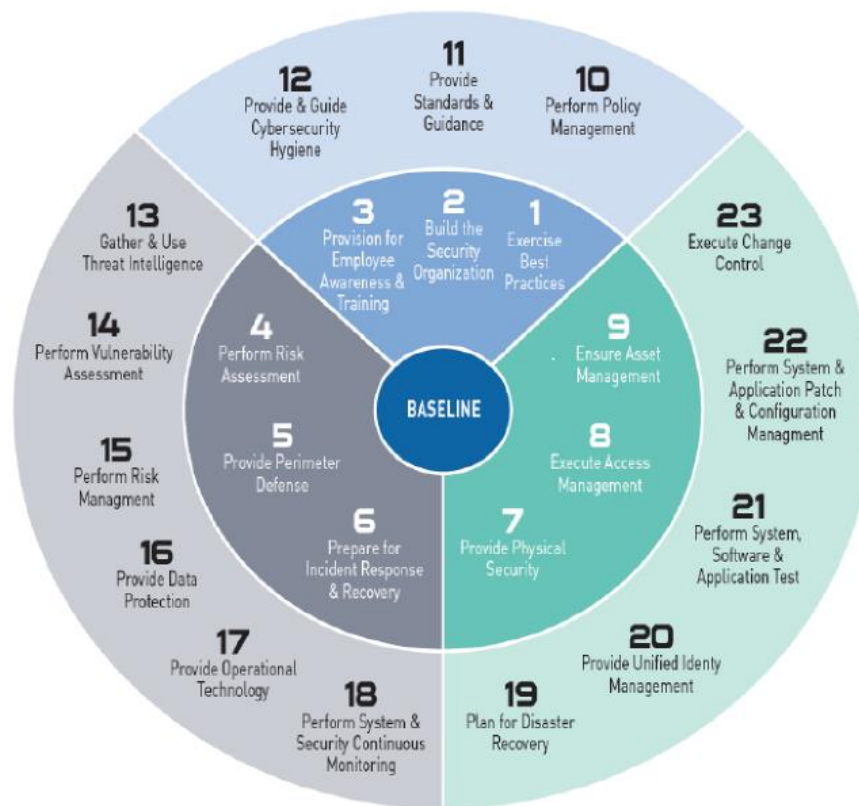 12
Provide & Guide
Cybersecurity
Hygiene
11
Provide
Standards &
Guidance
10
Perform Policy
Management
13
Gather & Use
Threat Intelligence
14
Perform Vulnerability
Assessment
15
Perform Risk
Managment
16
Provide Data
Protection
17
Provide Operational
Technology
18
Perform System &
Security Continuous
Monitoring
3
Provision for
Employee
Awareness &
Training
2
Build the
Security
Organization
1
Exercise
Best
Practices
4
Perform Risk
Assessment
5
Provide Perimeter
Defense
6
Prepare for
Incident Response
& Recovery
BASELINE
9
Ensure Asset
Management
8
Execute Access
Management
7
Provide Physical
Security
23
Execute Change
Control
22
Perform System &
Application Patch
& Configuration
Managment
21
Perform System,
Software &
Application Test
20
Provide Unified Identy
Management
19
Plan for Disaster
Recovery